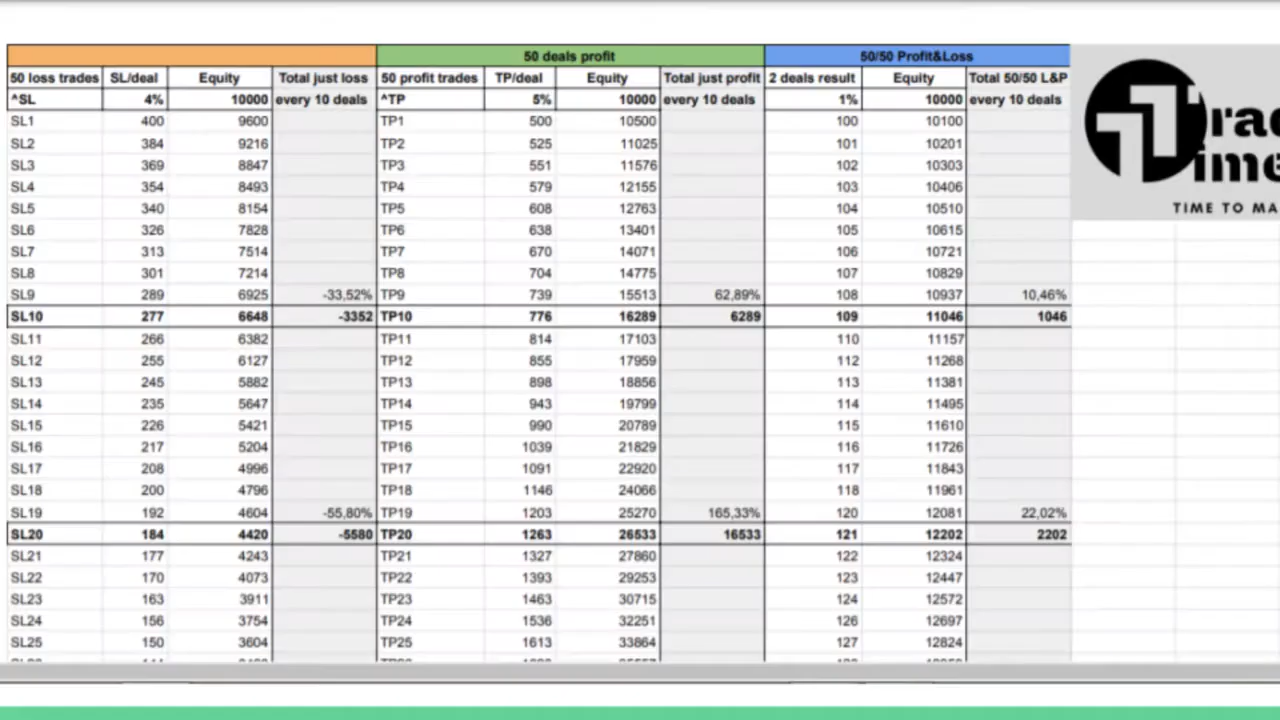 50 deals profit 50/50 Profit&Loss
50 loss trades SL/deal Equity Total just loss 50 profit trades TP/deal Equity Total just profit 2 deals result Equity Total 50/50 L&P
^SL 4% 10000 every 10 deals ^TP 5% 10000 every 10 deals 1% 10000 every 10 deals
SL1 400 9600 TP1 500 10500 100 10100
SL2 384 9216 TP2 525 11025 101 10201
SL3 369 8847 TP3 551 11576 102 10303
SL4 354 8493 TP4 579 12155 103 10406
SL5 340 8154 TP5 608 12763 104 10510
SL6 326 7828 TP6 638 13401 105 10615
SL7 313 7514 TP7 670 14071 106 10721
SL8 301 7214 TP8 704 14775 107 10829
SL9 289 6925 -33,52% TP9 739 15513 62,89% 108 10937 10,46%
SL10 277 6648 -3352 TP10 776 16289 6289 109 11046 1046
SL11 266 6382 TP11 814 17103 110 11157
SL12 255 6127 TP12 855 17959 112 11268
SL13 245 5882 TP13 898 18856 113 11381
SL14 235 5647 TP14 943 19799 114 11495
SL15 226 5421 TP15 990 20789 115 11610
SL16 217 5204 TP16 1039 21829 116 11726
SL17 208 4996 TP17 1091 22920 117 11843
SL18 200 4796 TP18 1146 24066 118 11961
SL19 192 4604 -55,80% TP19 1203 25270 165,33% 120 12081 22,02%
SL20 184 4420 -5580 TP20 1263 26533 16533 121 12202 2202
SL21 177 4243 TP21 1327 27860 122 12324
SL22 170 4073 TP22 1393 29253 123 12447
SL23 163 3911 TP23 1463 30715 124 12572
SL24 156 3754 TP24 1536 32251 126 12697
SL25 150 3604 TP25 1613 33864 127 12824
Trad
Time
TIME TO MA